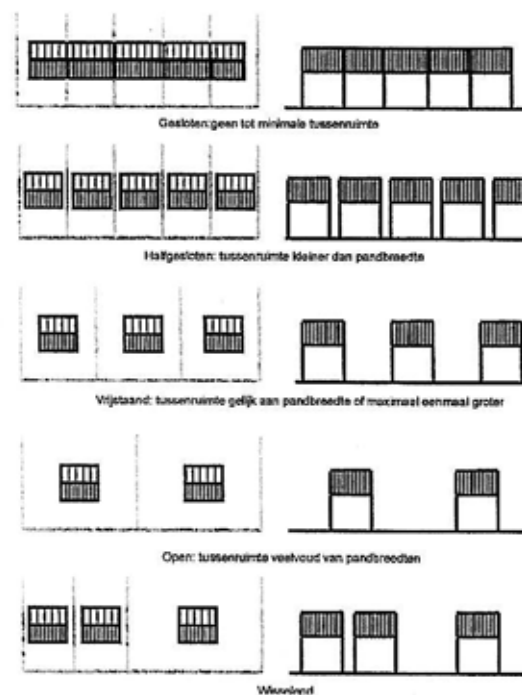 Gesloten: geen tot minimale tussenruimte
Halfgesloten: tussenruimte kleiner dan pandbreedte
Vrijstaand: tussenruimte gelijk aan pandbreedte of maximaal eenmaal groter
Open: tussenruimte veelvoud van pandbreedten
Wisselend